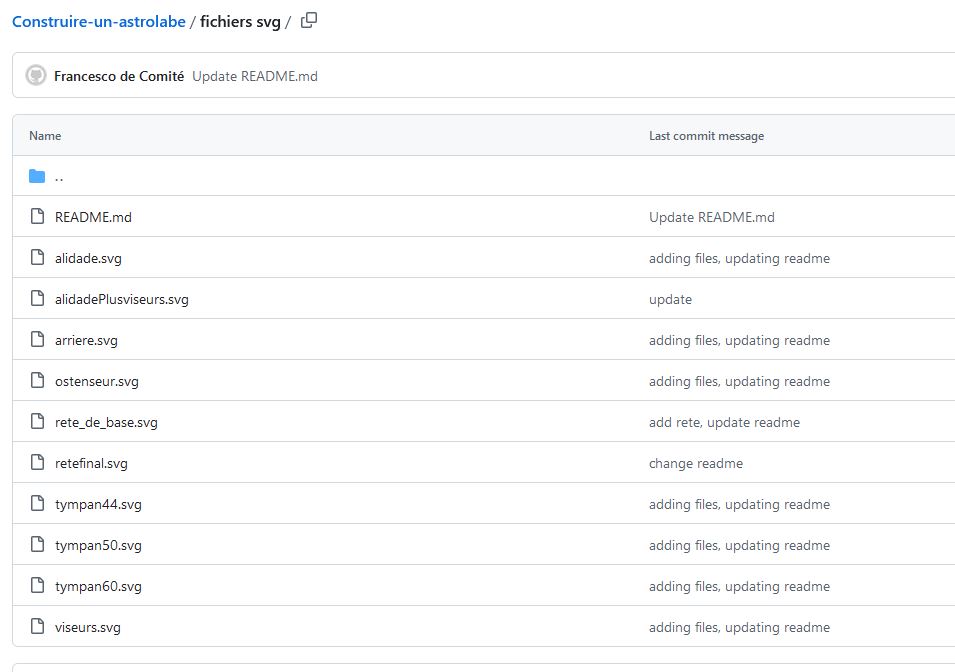 Construire-un-astrolabe / fichiers svg /
Francesco de Comité Update README.md
Name Last commit message
..
README.md Update README.md
alidade.svg adding files, updating readme
alidadePlusviseurs.svg update
arriere.svg adding files, updating readme
ostenseur.svg adding files, updating readme
rete_de_base.svg add rete, update readme
retefinal.svg change readme
tympan44.svg adding files, updating readme
tympan50.svg adding files, updating readme
tympan60.svg adding files, updating readme
viseurs.svg adding files, updating readme